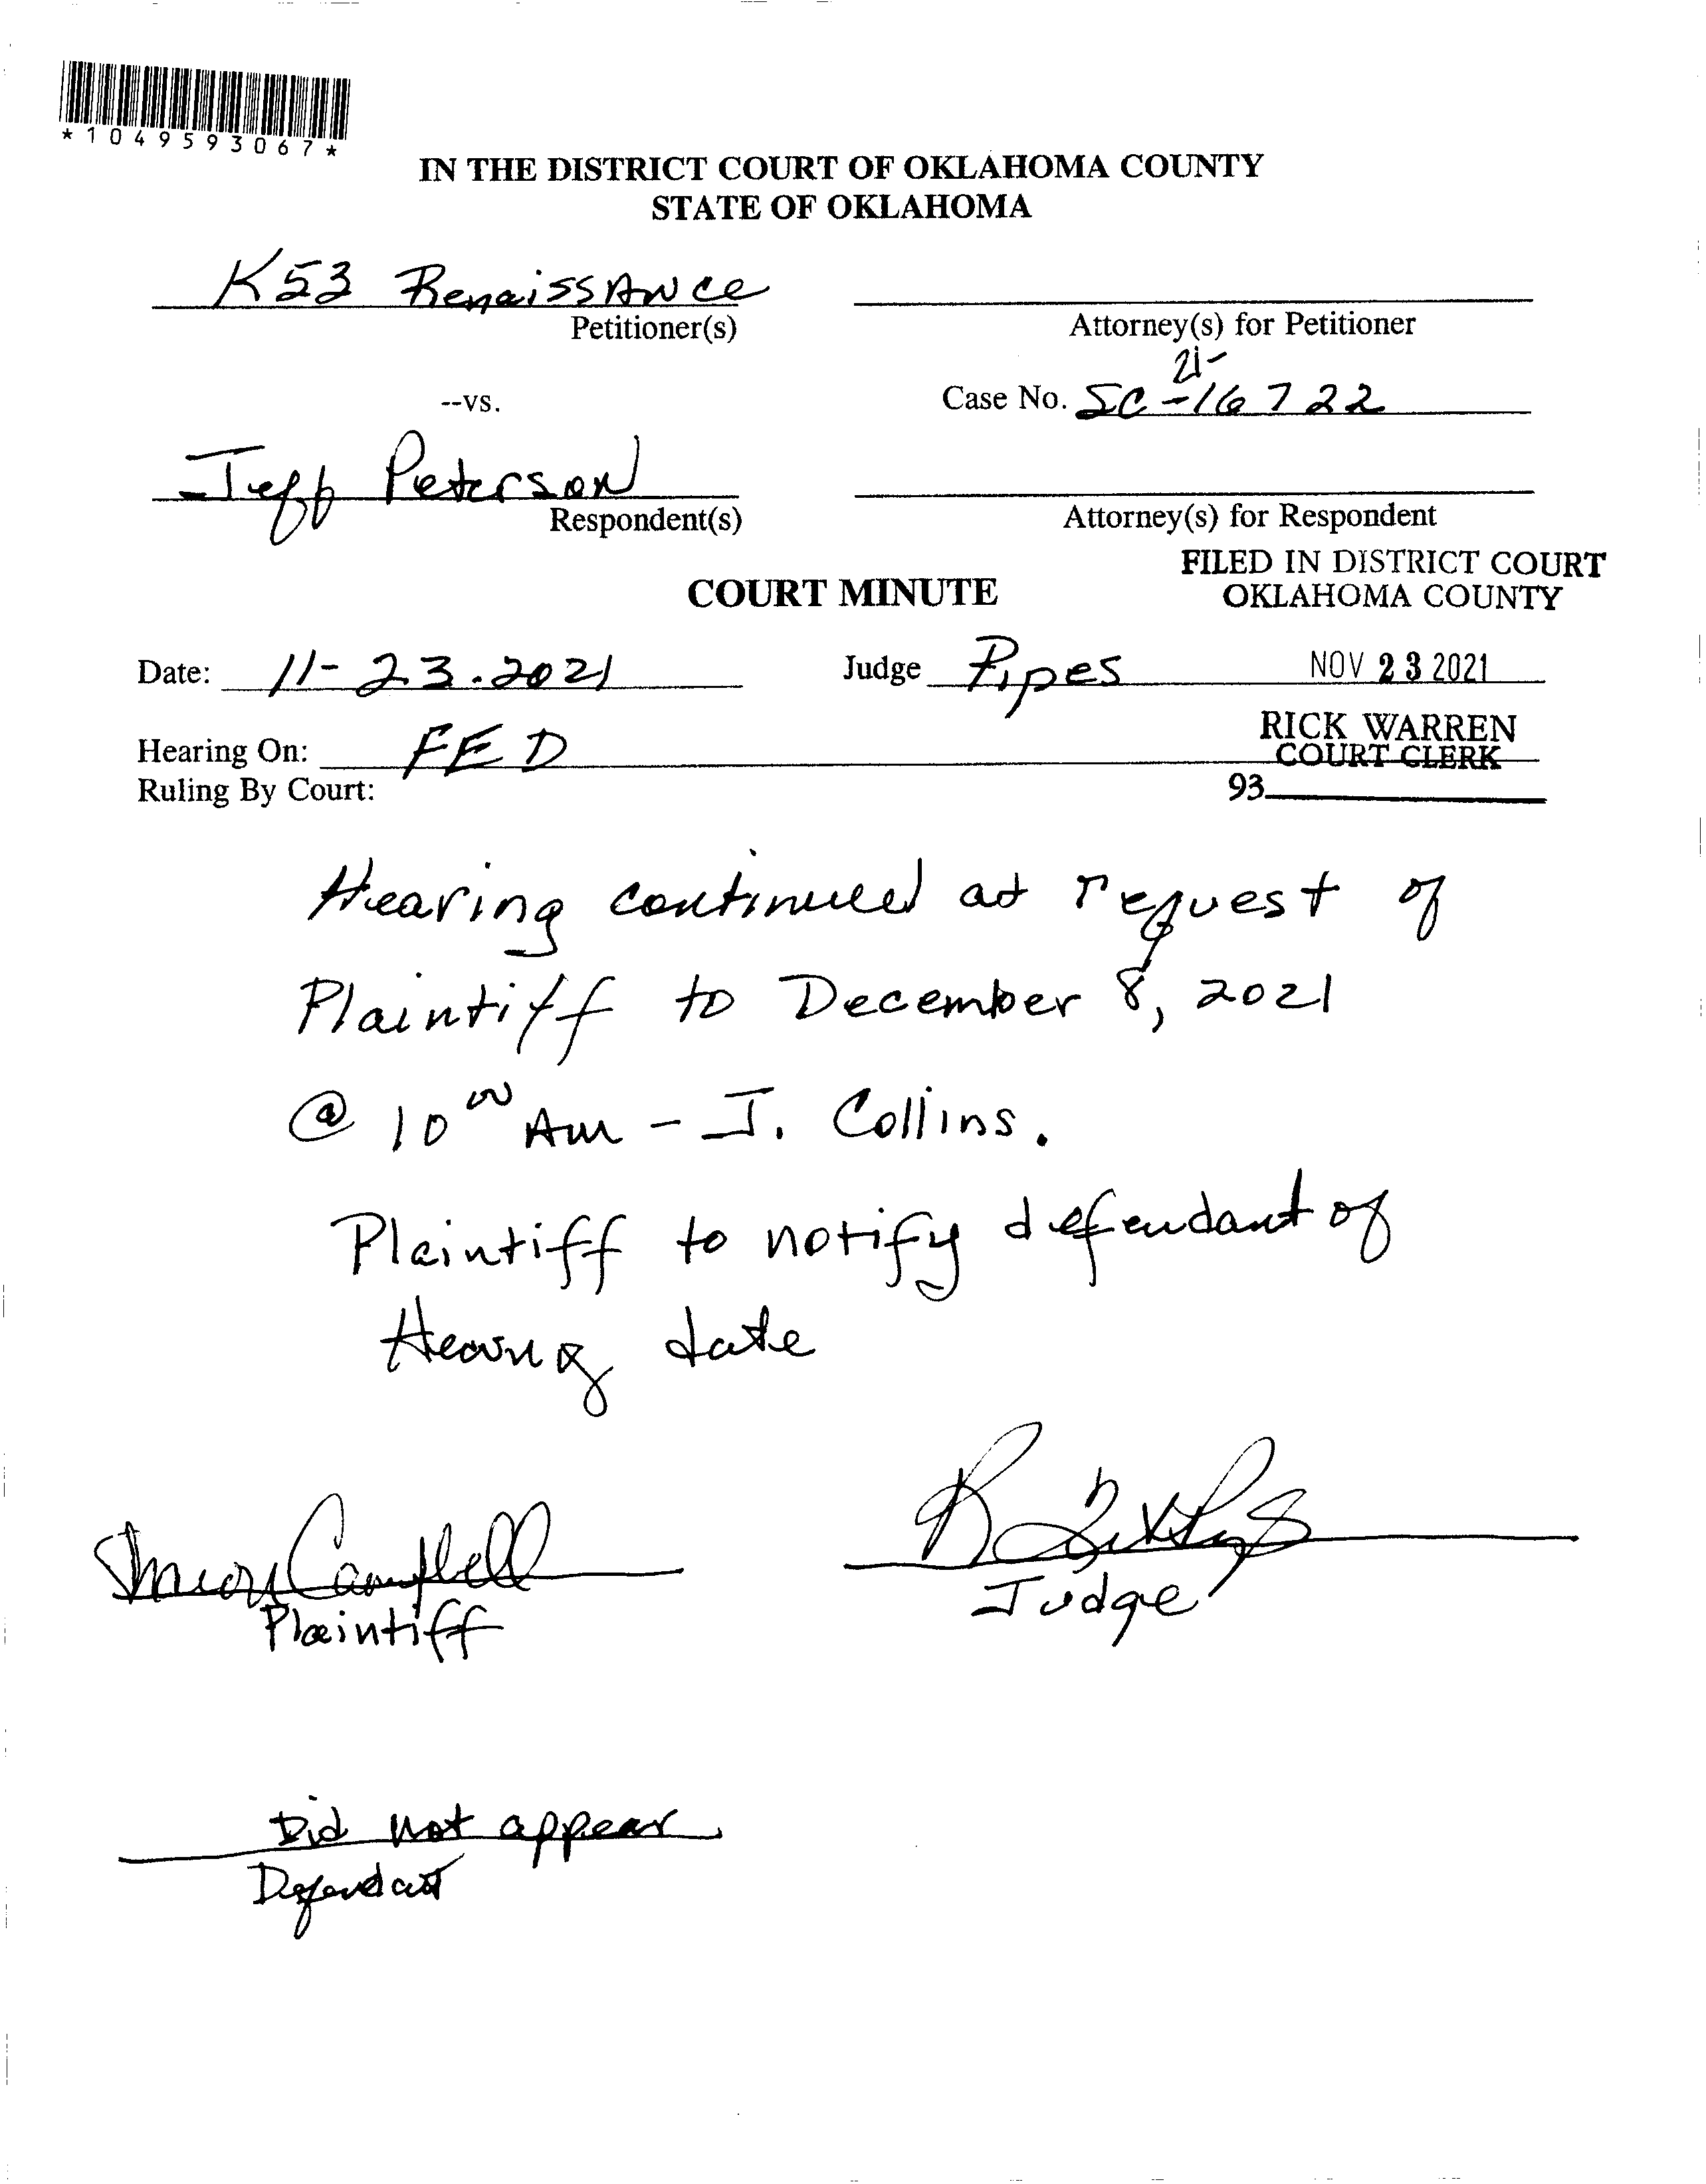 *1049593067*
IN THE DISTRICT COURT OF OKLAHOMA COUNTY
STATE OF OKLAHOMA
K53 Renaissance
Petitioner(s)
Attorney(s) for Petitioner
--vs.
21-
Case No. SC-16722
Jeff Peterson
Respondent(s)
Attorney(s) for Respondent
FILED IN DISTRICT COURT
OKLAHOMA COUNTY
COURT MINUTE
Date: 11-23.2021
Judge Pipes
NOV 23 2021
Hearing On: FED
RICK WARREN
COURT CLERK
Ruling By Court:
93
Hearing continued at request of
Plaintiff to December 8, 2021
@ 10 00 AM - J. Collins.
Plaintiff to notify defendant of
Hearing date
Campbell
Plaintiff
Judge
Did not appear
Defendant